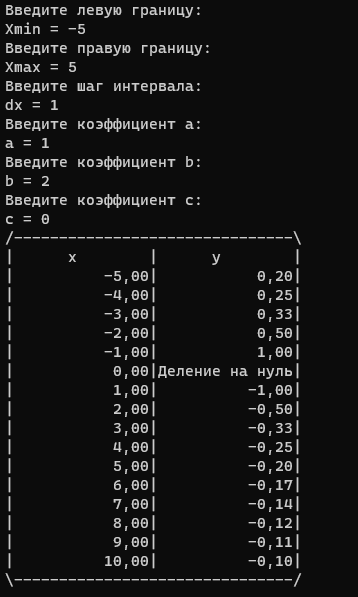 Введите левую границу:
Xmin = -5
Введите правую границу:
Xmax = 5
Введите шаг интервала:
dx = 1
Введите коэффициент a:
a = 1
Введите коэффициент b:
b = 2
Введите коэффициент c:
c = 0
/-------------------------------\
|      x        |      y        |
|          -5,00|           0,20|
|          -4,00|           0,25|
|          -3,00|           0,33|
|          -2,00|           0,50|
|          -1,00|           1,00|
|           0,00|Деление на нуль|
|           1,00|          -1,00|
|           2,00|          -0,50|
|           3,00|          -0,33|
|           4,00|          -0,25|
|           5,00|          -0,20|
|           6,00|          -0,17|
|           7,00|          -0,14|
|           8,00|          -0,12|
|           9,00|          -0,11|
|          10,00|          -0,10|
\-------------------------------/